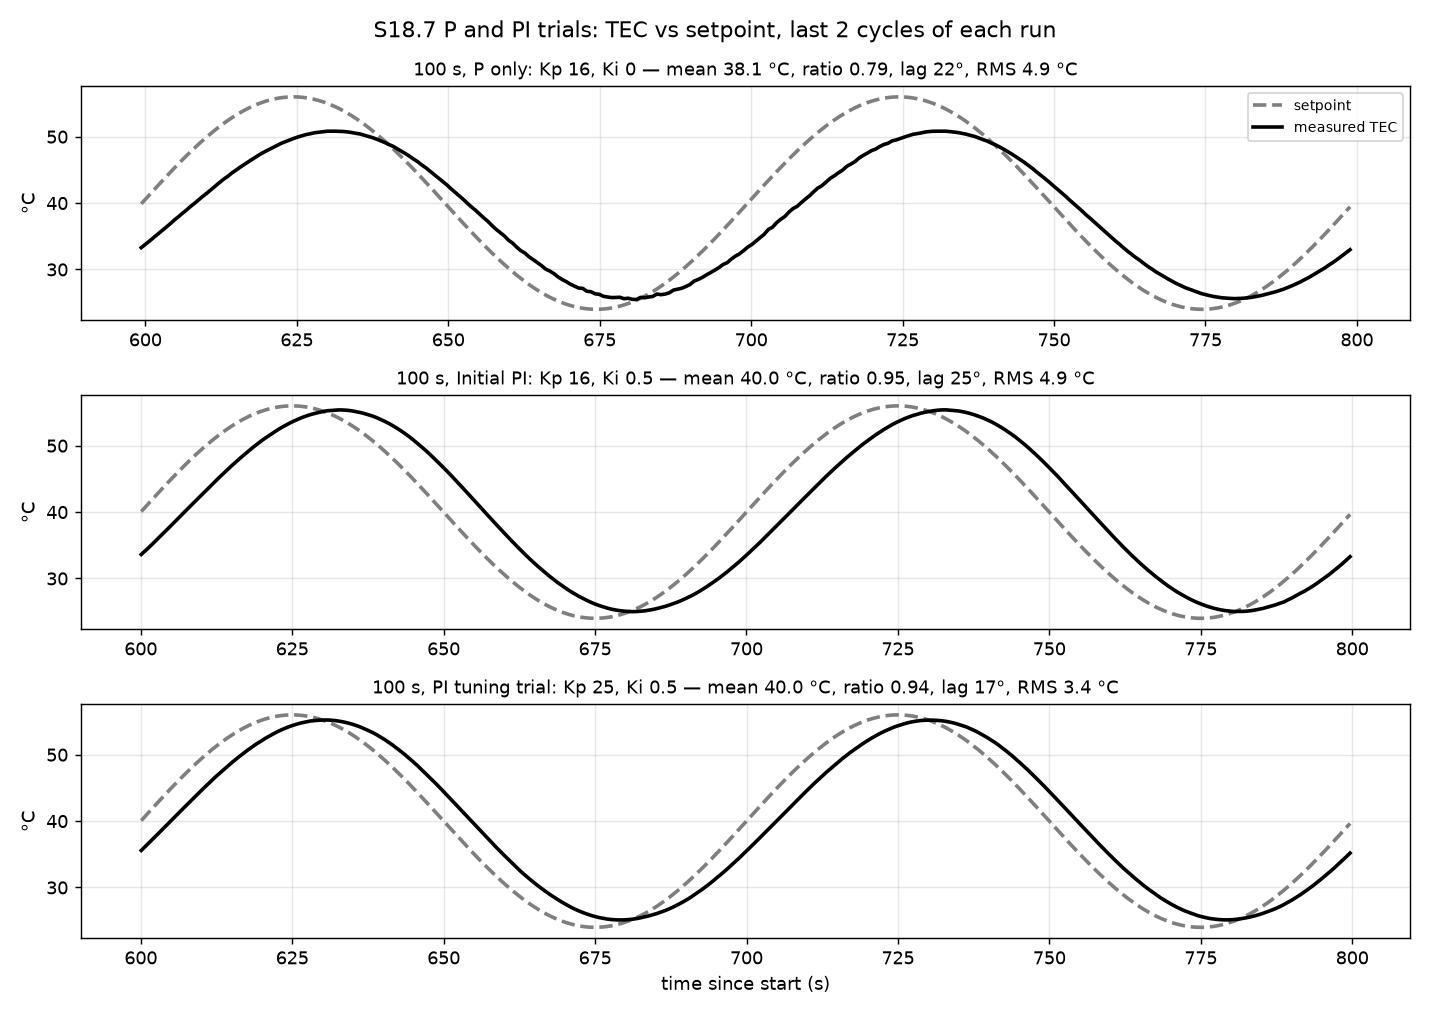 S18.7 P and PI trials: TEC vs setpoint, last 2 cycles of each run
100 s, P only: Kp 16, Ki 0 — mean 38.1 °C, ratio 0.79, lag 22°, RMS 4.9 °C
setpoint
measured TEC
50
40
30
°C
600 625 650 675 700 725 750 775 800
100 s, Initial PI: Kp 16, Ki 0.5 — mean 40.0 °C, ratio 0.95, lag 25°, RMS 4.9 °C
50
40
30
°C
600 625 650 675 700 725 750 775 800
100 s, PI tuning trial: Kp 25, Ki 0.5 — mean 40.0 °C, ratio 0.94, lag 17°, RMS 3.4 °C
50
40
30
°C
600 625 650 675 700 725 750 775 800
time since start (s)